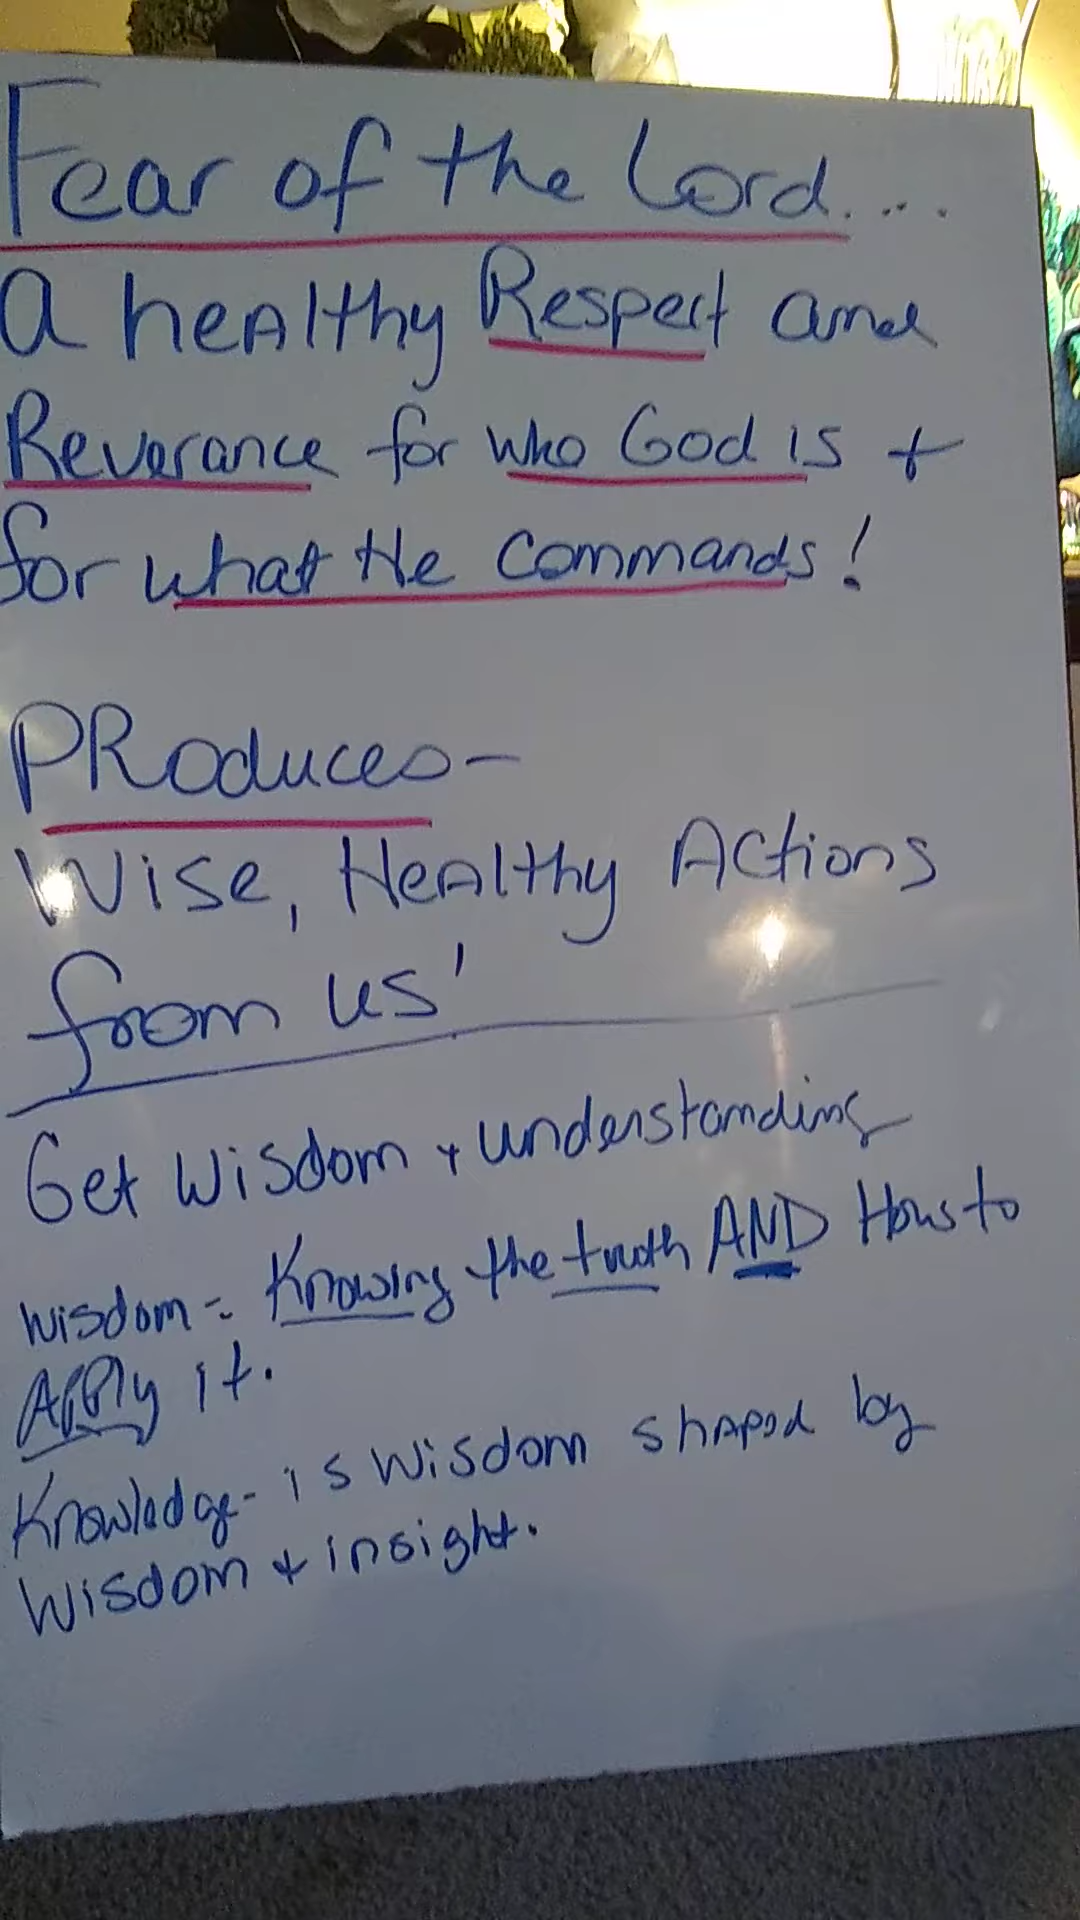 Fear of the Lord....
a healthy Respect and
Reverance for who God is +
for what He commands!
PRoduces-
Wise, Healthy Actions
from us'
Get Wisdom + understanding
Wisdom = Knowing the truth AND How to
Apply it.
Knowledge - is wisdom shaped by
Wisdom + insight.